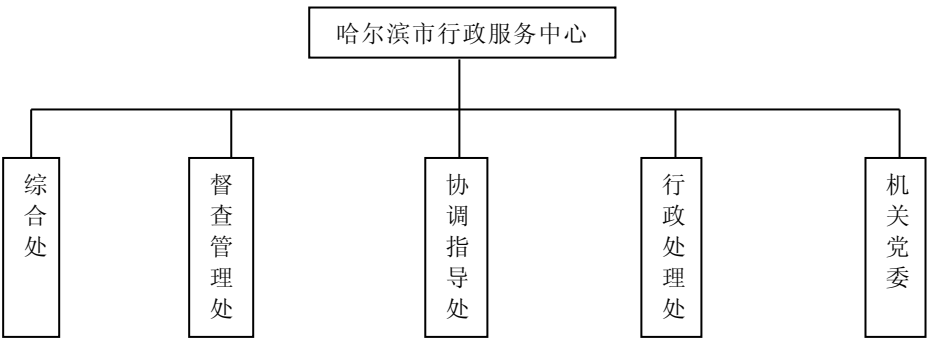 哈尔滨市行政服务中心
综合处
督查管理处
协调指导处
行政处理处
机关党委